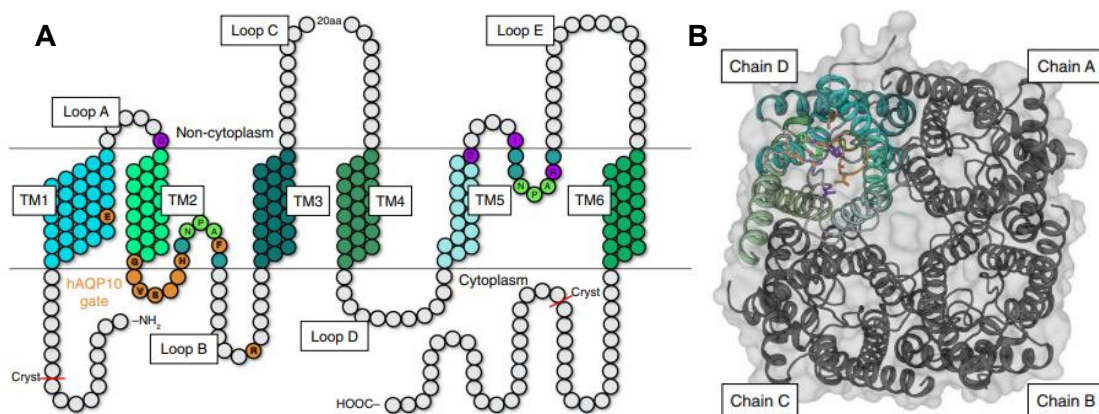 A
B
Loop C
20aa
Loop E
Chain D
Chain A
Loop A
Non-cytoplasm
G
I
R
TM1
TM2
TM3
TM4
TM5
TM6
N P A
E
N P A
F
G
H
V
S
hAQP10
gate
Cytoplasm
Cryst
–NH2
Loop B
R
Loop D
Cryst
HOOC–
Chain C
Chain B